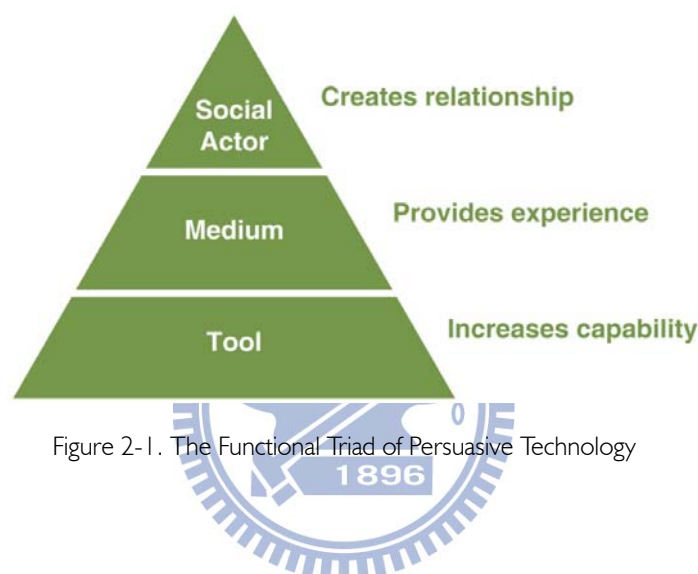 Social
Actor
Creates relationship
Medium
Provides experience
Tool
Increases capability
Figure 2-1. The Functional Triad of Persuasive Technology
1896